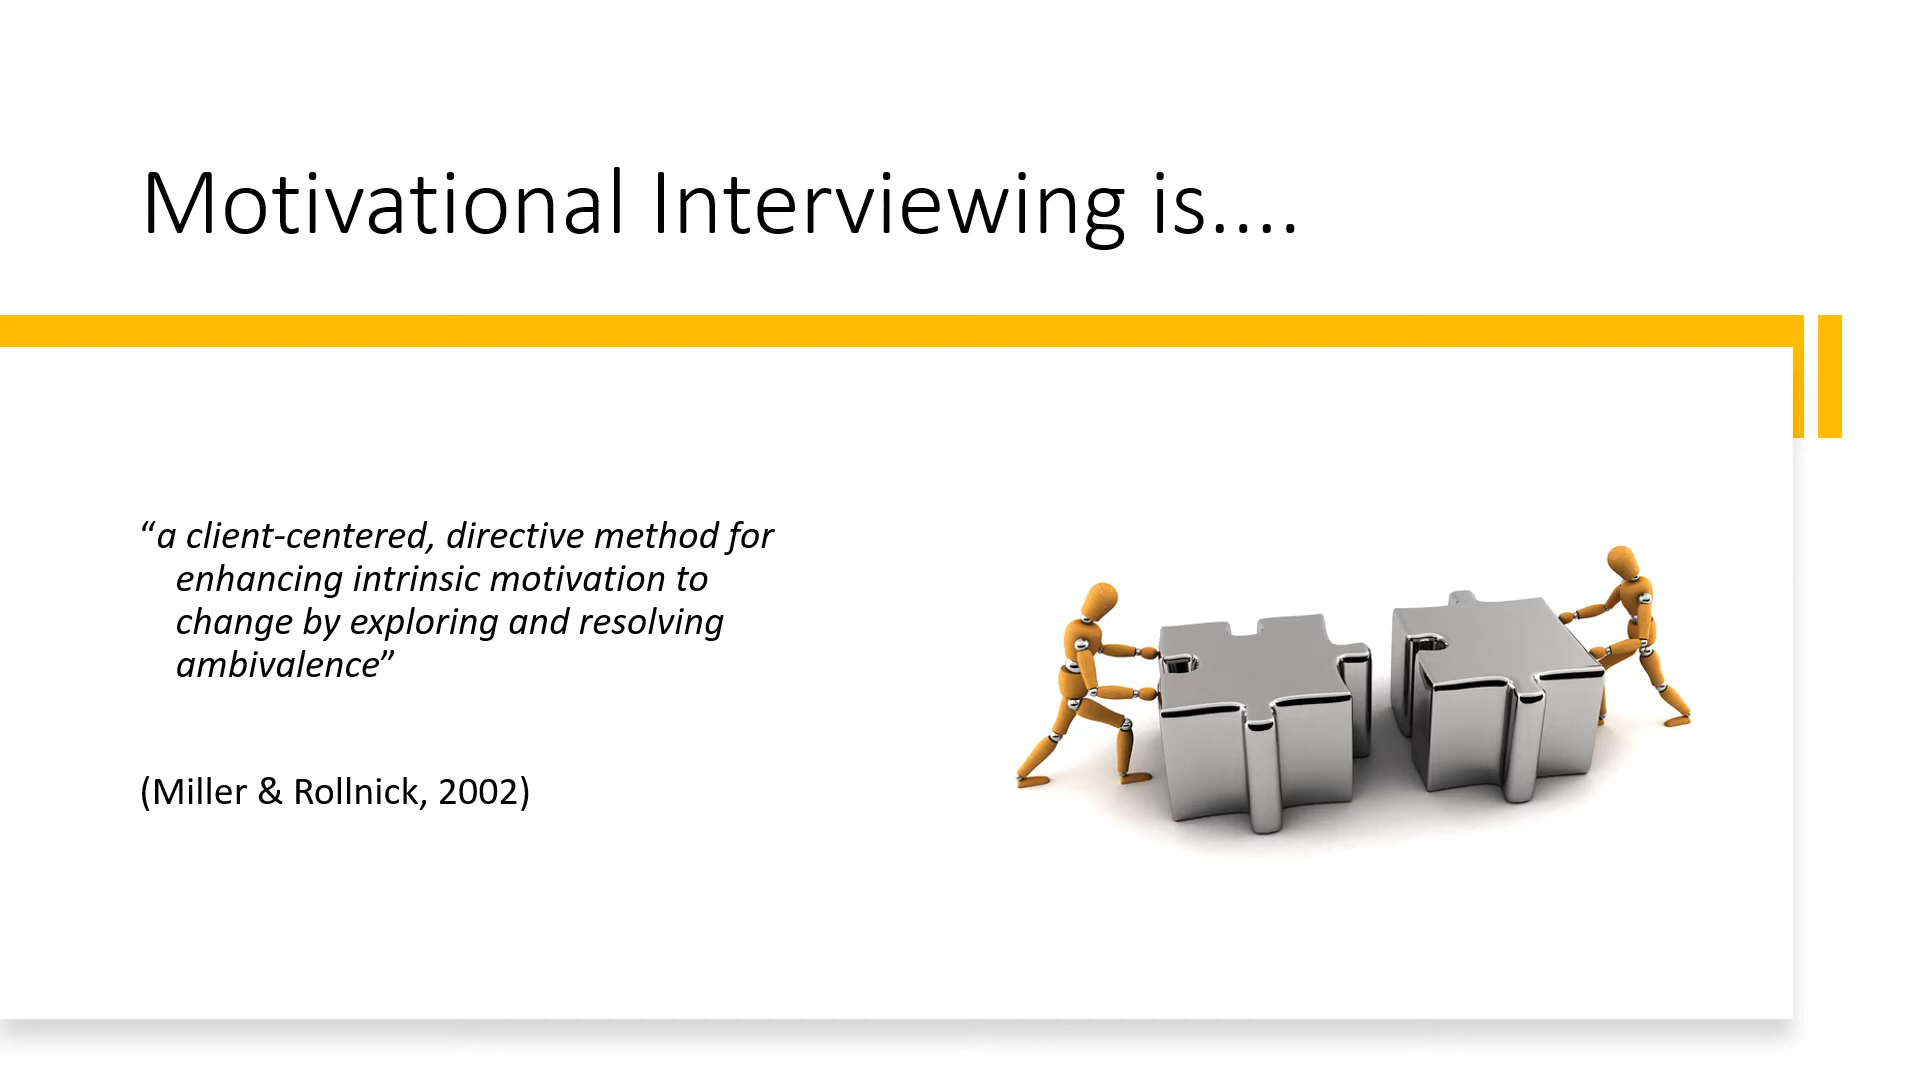 Motivational Interviewing is....
“a client-centered, directive method for
enhancing intrinsic motivation to
change by exploring and resolving
ambivalence”
(Miller & Rollnick, 2002)